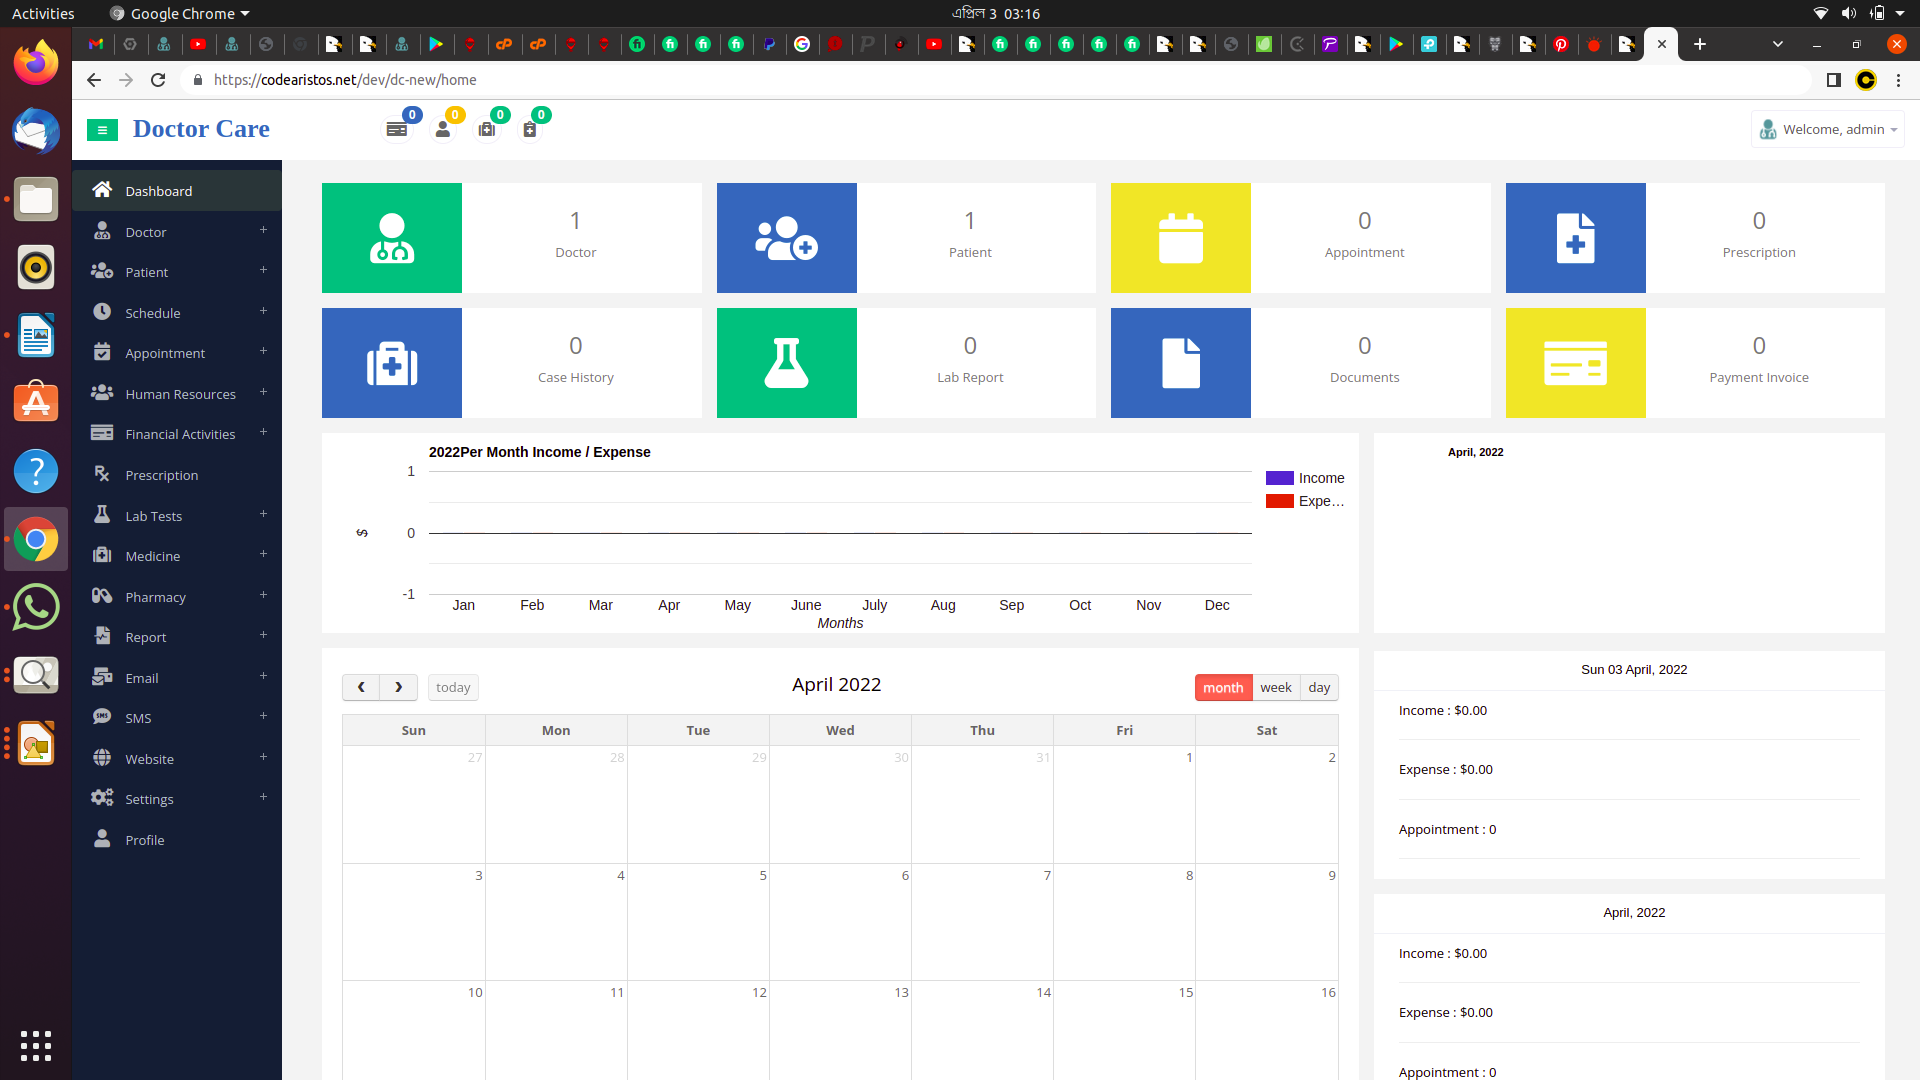 Activities
Google Chrome
এপ্রিল 3 03:16
https://codearistos.net/dev/dc-new/home
Doctor Care
0
0
0
0
Welcome, admin
Dashboard
Doctor +
Patient +
Schedule +
Appointment +
Human Resources +
Financial Activities +
Prescription
Lab Tests +
Medicine +
Pharmacy +
Report +
Email +
SMS +
Website +
Settings +
Profile
1
Doctor
1
Patient
0
Appointment
0
Prescription
0
Case History
0
Lab Report
0
Documents
0
Payment Invoice
2022Per Month Income / Expense
1
0
-1
$
Jan Feb Mar Apr May June July Aug Sep Oct Nov Dec
Months
Income
Expe…
April, 2022
today
April 2022
month week day
Sun Mon Tue Wed Thu Fri Sat
27 28 29 30 31 1 2
3 4 5 6 7 8 9
10 11 12 13 14 15 16
Sun 03 April, 2022
Income : $0.00
Expense : $0.00
Appointment : 0
April, 2022
Income : $0.00
Expense : $0.00
Appointment : 0